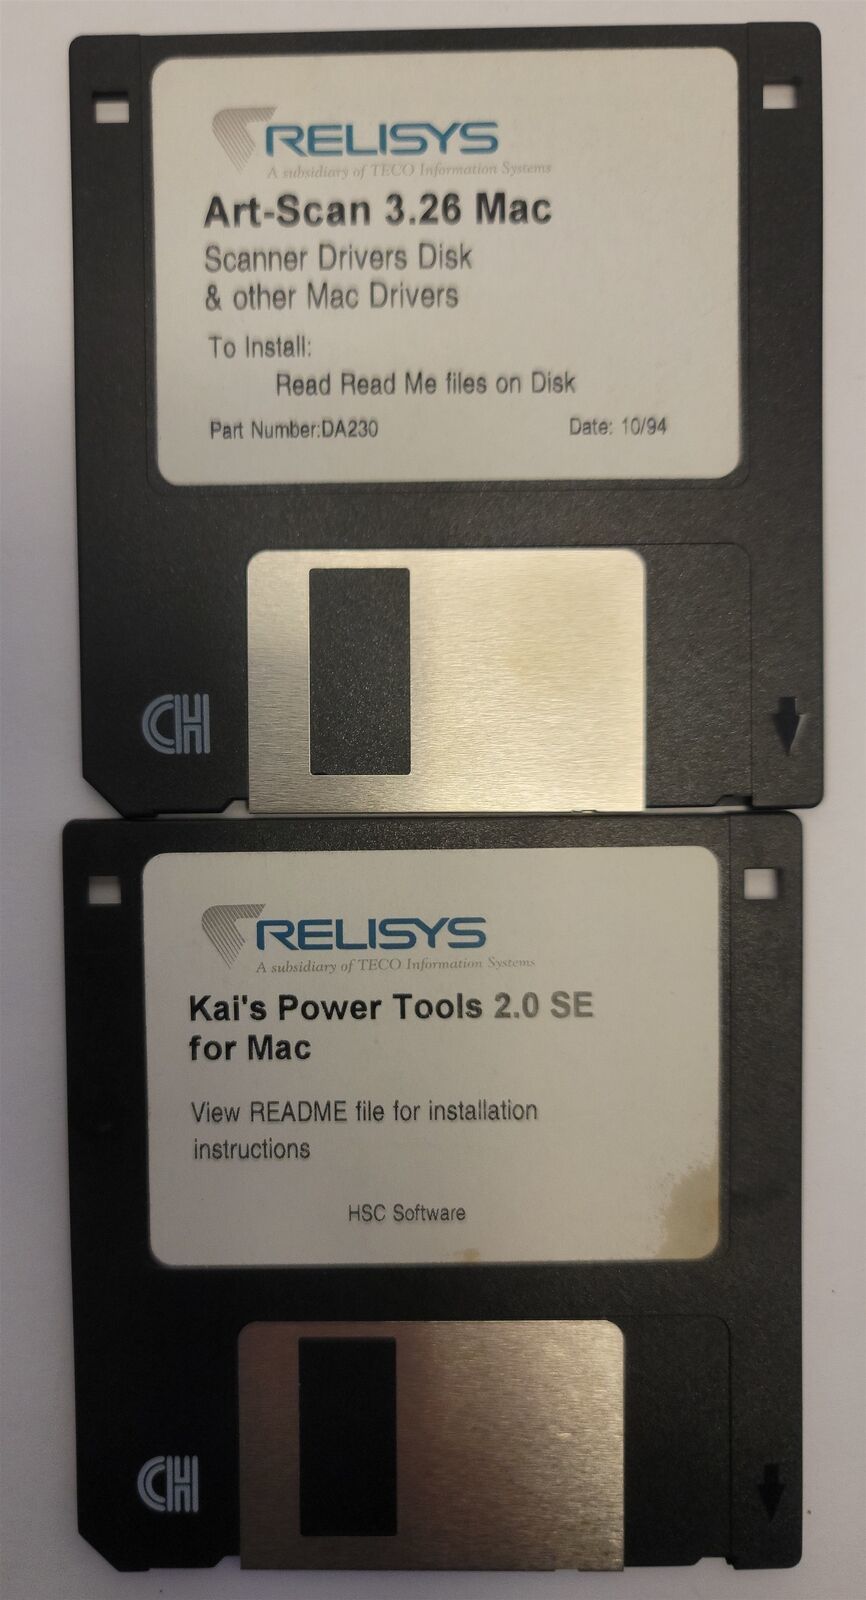 RELISYS
A subsidiary of TECO Information Systems
Art-Scan 3.26 Mac
Scanner Drivers Disk
& other Mac Drivers
To Install:
Read Read Me files on Disk
Part Number:DA230 Date: 10/94
CH
RELISYS
A subsidiary of TECO Information Systems
Kai's Power Tools 2.0 SE
for Mac
View README file for installation
instructions
HSC Software
CH